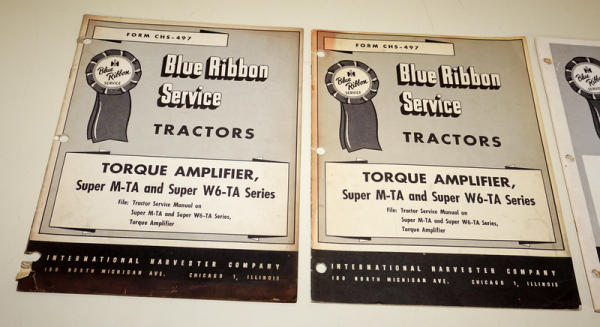 FORM CHS-497
IH
Blue Ribbon
SERVICE
Blue Ribbon
Service
TRACTORS
TORQUE AMPLIFIER,
Super M-TA and Super W6-TA Series
File: Tractor Service Manual on
Super M-TA and Super W6-TA Series,
Torque Amplifier
INTERNATIONAL HARVESTER COMPANY
180 NORTH MICHIGAN AVE. CHICAGO 1, ILLINOIS
FORM CHS-497
IH
Blue Ribbon
SERVICE
Blue Ribbon
Service
TRACTORS
TORQUE AMPLIFIER,
Super M-TA and Super W6-TA Series
File: Tractor Service Manual on
Super M-TA and Super W6-TA Series,
Torque Amplifier
INTERNATIONAL HARVESTER COMPANY
180 NORTH MICHIGAN AVE. CHICAGO 1, ILLINOIS